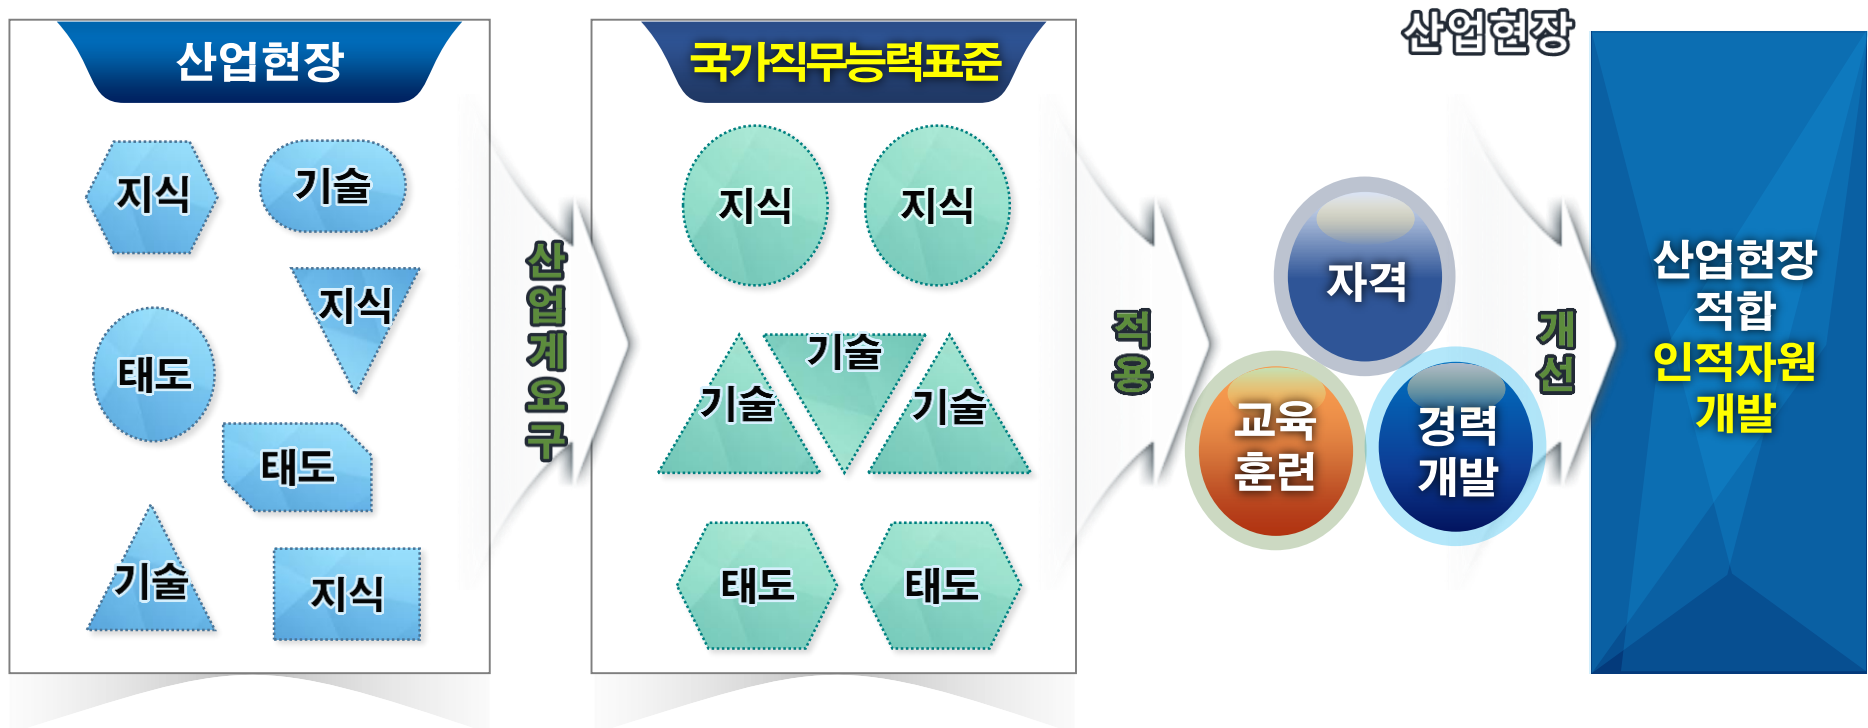 산업현장
지식
기술
지식
태도
태도
기술
지식
산업계요구
국가직무능력표준
지식
지식
기술
기술
기술
태도
태도
적용
자격
교육
훈련
경력
개발
산업현장
개선
산업현장
적합
인적자원
개발